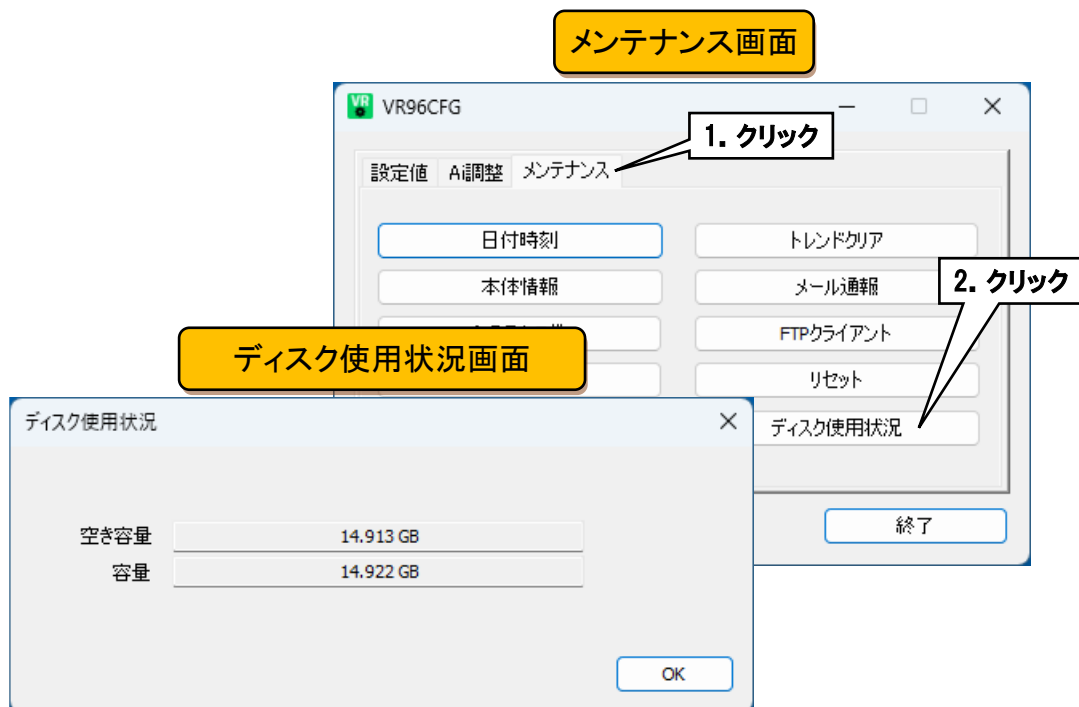 メンテナンス画面
VR96CFG
1. クリック
設定値 Ai調整 メンテナンス
日付時刻 トレンドクリア
本体情報 メール通報
2. クリック
FTPクライアント
ディスク使用状況画面
リセット
ディスク使用状況
ディスク使用状況
空き容量 14.913 GB
容量 14.922 GB
終了
OK